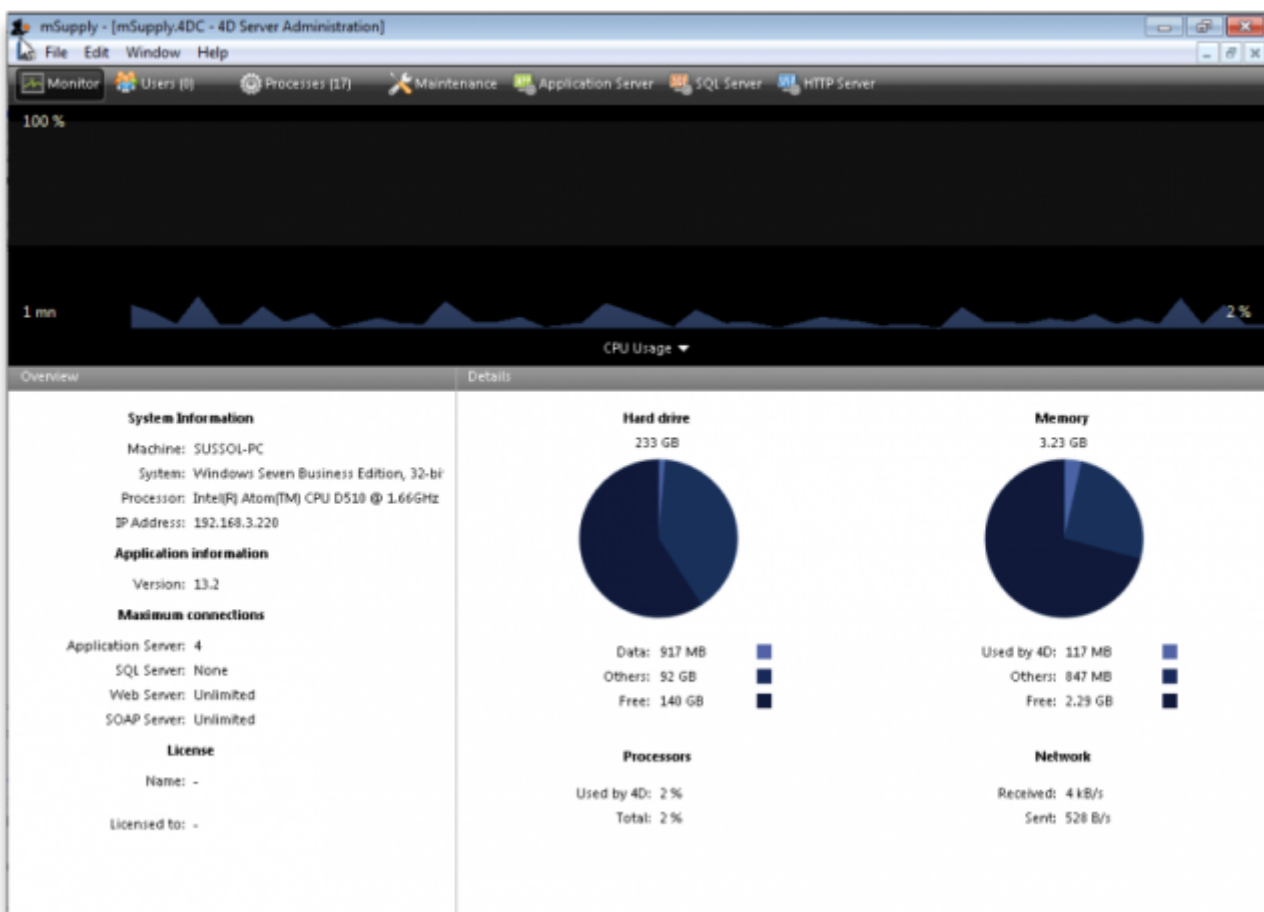 mSupply - [mSupply.4DC - 4D Server Administration]
File Edit Window Help
Monitor Users (0) Processes (17) Maintenance Application Server SQL Server HTTP Server
100 %
1 mn
2 %
CPU Usage
Overview
Details
System Information
Machine: SUSSOL-PC
System: Windows Seven Business Edition, 32-bi
Processor: Intel(R) Atom(TM) CPU D510 @ 1.66GHz
IP Address: 192.168.3.220
Application information
Version: 13.2
Maximum connections
Application Server: 4
SQL Server: None
Web Server: Unlimited
SOAP Server: Unlimited
License
Name: -
Licensed to: -
Hard drive
233 GB
Data: 917 MB
Others: 92 GB
Free: 140 GB
Memory
3.23 GB
Used by 4D: 117 MB
Others: 847 MB
Free: 2.29 GB
Processors
Used by 4D: 2 %
Total: 2 %
Network
Received: 4 kB/s
Sent: 528 B/s